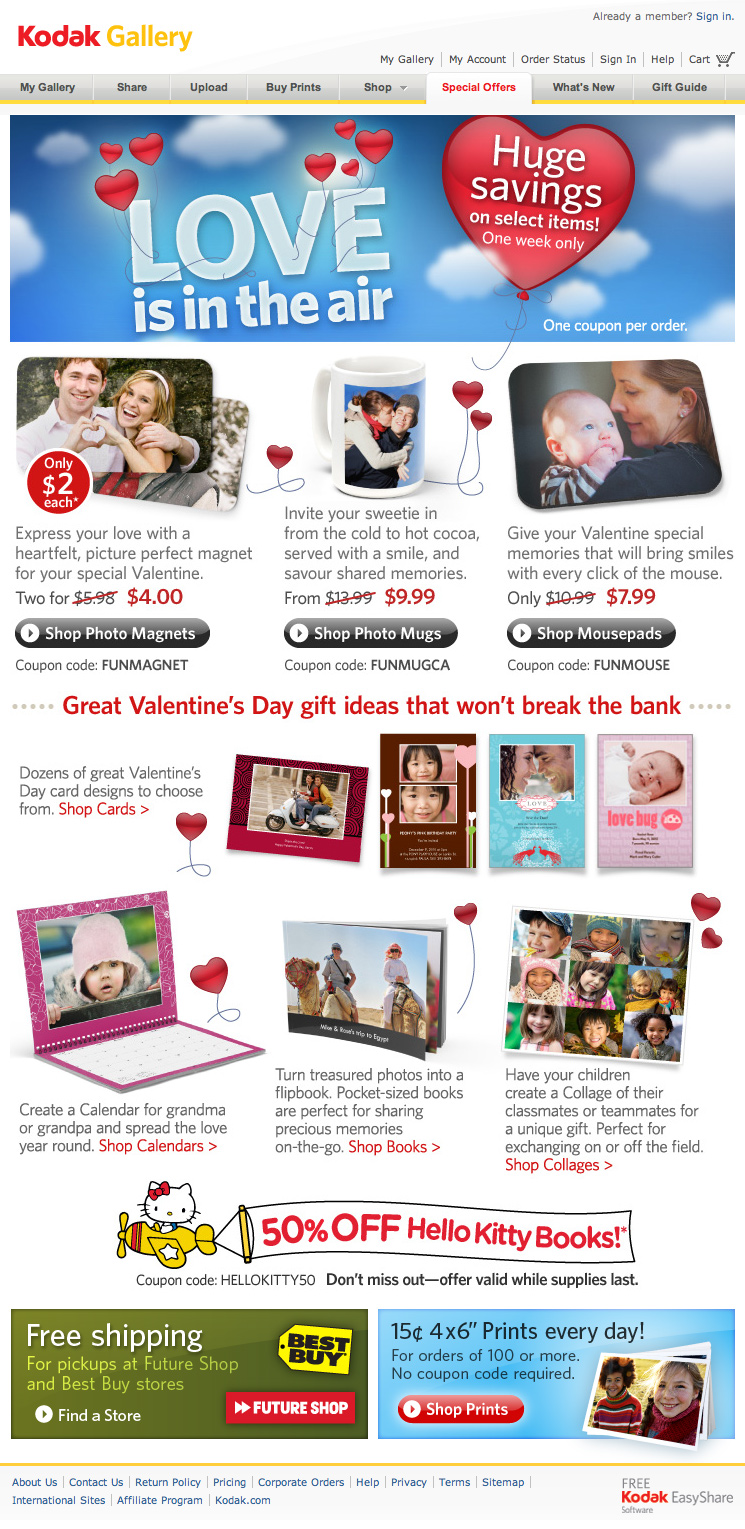 Already a member? Sign in.
Kodak Gallery
My Gallery My Account Order Status Sign In Help Cart
My Gallery Share Upload Buy Prints Shop Special Offers What's New Gift Guide
LOVE
is in the air
Huge
savings
on select items!
One week only
One coupon per order.
Only
$2
each*
Express your love with a
heartfelt, picture perfect magnet
for your special Valentine.
Two for $5.98 $4.00
Shop Photo Magnets
Coupon code: FUNMAGNET
Invite your sweetie in
from the cold to hot cocoa,
served with a smile, and
savour shared memories.
From $13.99 $9.99
Shop Photo Mugs
Coupon code: FUNMUGCA
Give your Valentine special
memories that will bring smiles
with every click of the mouse.
Only $10.99 $7.99
Shop Mousepads
Coupon code: FUNMOUSE
Great Valentine's Day gift ideas that won't break the bank
Dozens of great Valentine's
Day card designs to choose
from. Shop Cards >
PEONY'S PINK BIRTHDAY PARTY
LOVE
love bug
Create a Calendar for grandma
or grandpa and spread the love
year round. Shop Calendars >
Mike & Rose's trip to Egypt
Turn treasured photos into a
flipbook. Pocket-sized books
are perfect for sharing
precious memories
on-the-go. Shop Books >
Have your children
create a Collage of their
classmates or teammates for
a unique gift. Perfect for
exchanging on or off the field.
Shop Collages >
50% OFF Hello Kitty Books!*
Coupon code: HELLOKITTY50 Don't miss out—offer valid while supplies last.
Free shipping
For pickups at Future Shop
and Best Buy stores
Find a Store
BEST
BUY
FUTURE SHOP
15¢ 4x6" Prints every day!
For orders of 100 or more.
No coupon code required.
Shop Prints
About Us Contact Us Return Policy Pricing Corporate Orders Help Privacy Terms Sitemap
International Sites Affiliate Program Kodak.com
FREE
Kodak EasyShare
Software